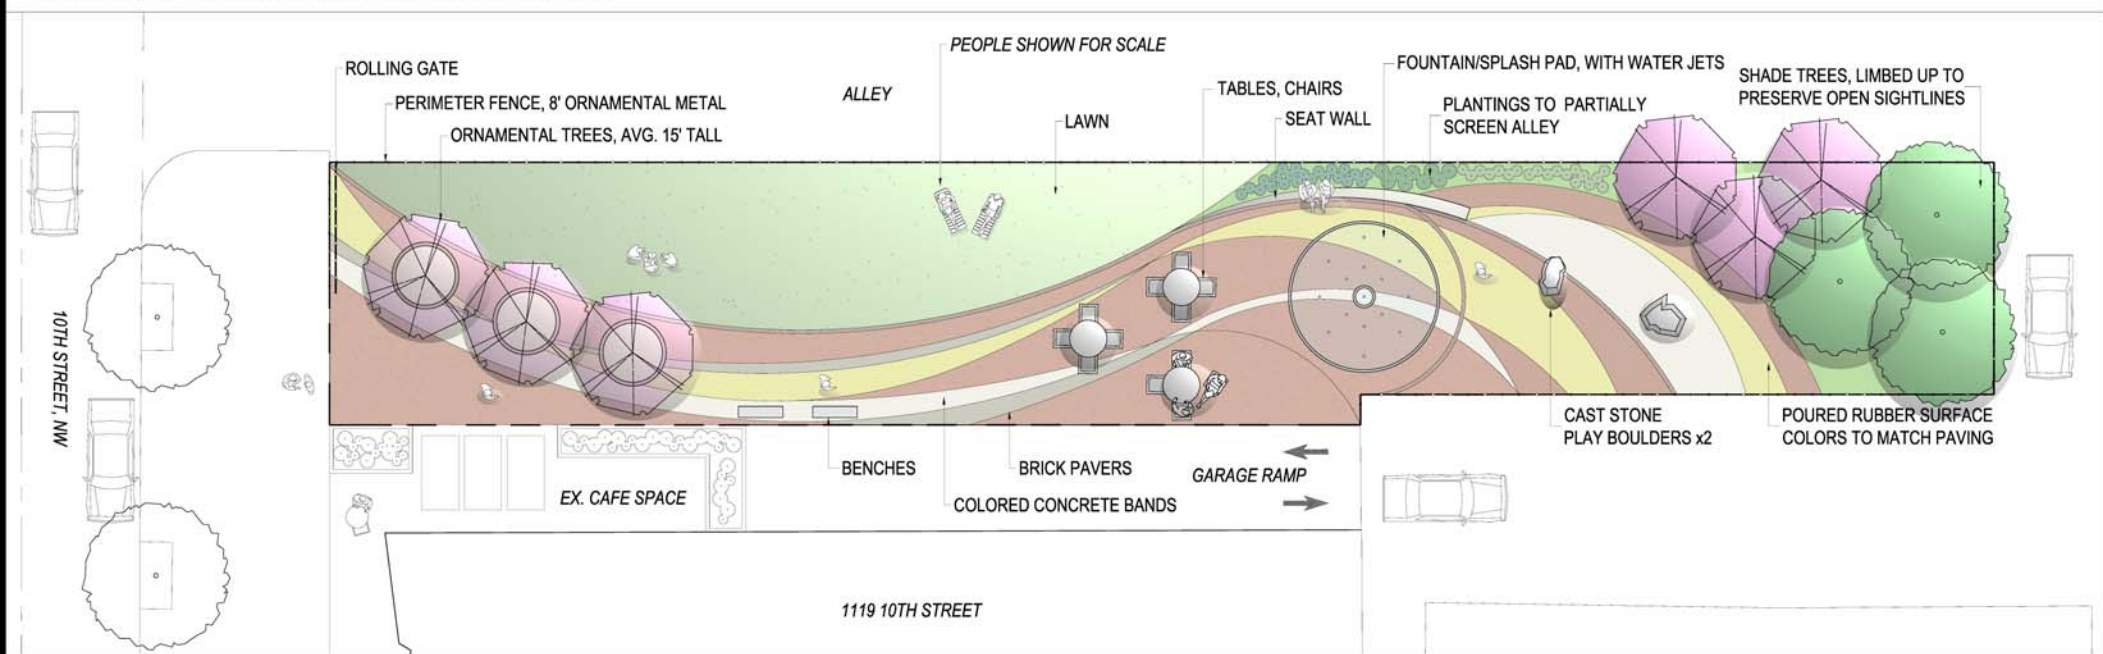 PEOPLE SHOWN FOR SCALE
ROLLING GATE
FOUNTAIN/SPLASH PAD, WITH WATER JETS
SHADE TREES, LIMBED UP TO
PRESERVE OPEN SIGHTLINES
PERIMETER FENCE, 8' ORNAMENTAL METAL
ALLEY
TABLES, CHAIRS
PLANTINGS TO PARTIALLY
SCREEN ALLEY
ORNAMENTAL TREES, AVG. 15' TALL
LAWN
SEAT WALL
10TH STREET, NW
CAST STONE
PLAY BOULDERS x2
POURED RUBBER SURFACE
COLORS TO MATCH PAVING
BENCHES
BRICK PAVERS
GARAGE RAMP
EX. CAFE SPACE
COLORED CONCRETE BANDS
1119 10TH STREET